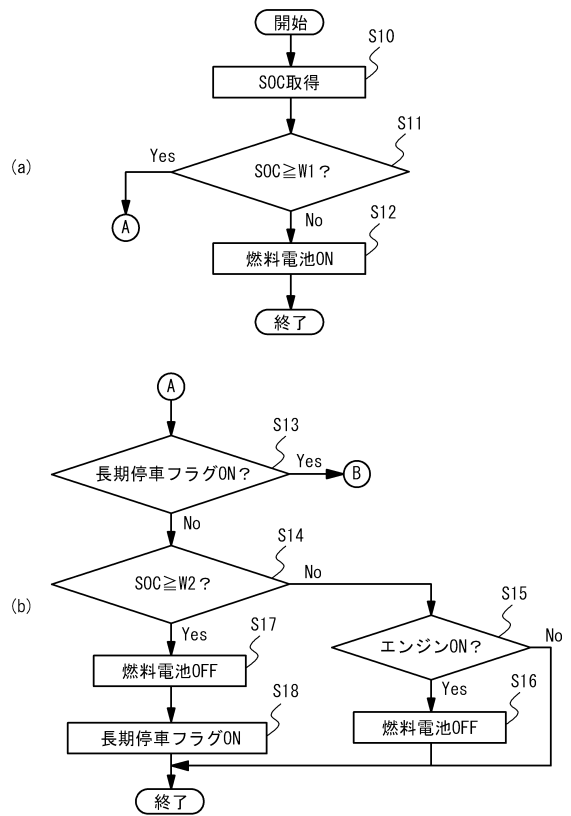 開始
S10
SOC取得
S11
(a)
Yes
SOC≧W1?
A
No
S12
燃料電池ON
終了
A
S13
長期停車フラグON?
Yes
B
No
S14
SOC≧W2?
No
(b)
S15
Yes
エンジンON?
No
S17
燃料電池OFF
Yes
S16
S18
長期停車フラグON
燃料電池OFF
終了